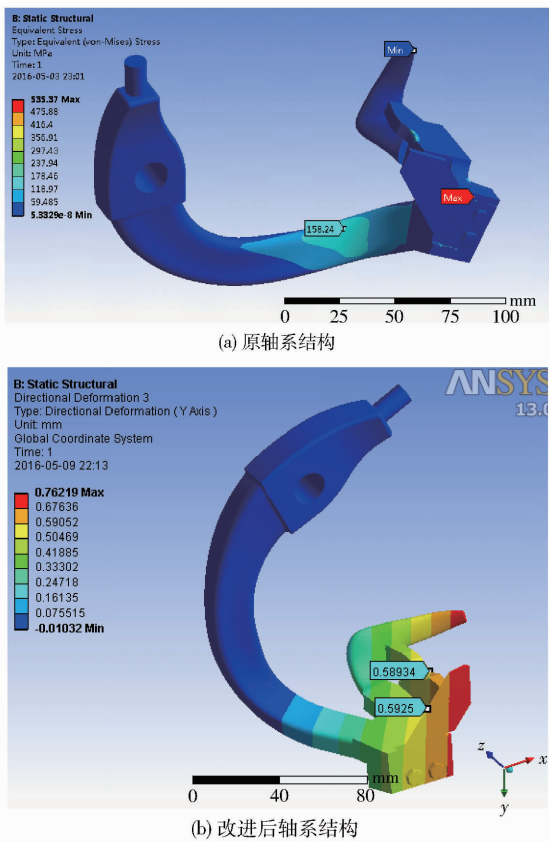 B: Static Structural
Equivalent Stress
Type: Equivalent (von-Mises) Stress
Unit: MPa
Time: 1
2016-05-03 23:01
535.37 Max
475.88
416.4
356.91
297.43
237.94
178.46
118.97
59.485
5.3329e-8 Min
Min
Max
158.24
mm
0 25 50 75 100
(a) 原轴系结构
B: Static Structural
Directional Deformation 3
Type: Directional Deformation ( Y Axis )
Unit: mm
Global Coordinate System
Time: 1
2016-05-09 22:13
ANSYS
13.0
0.76219 Max
0.67636
0.59052
0.50469
0.41885
0.33302
0.24718
0.16135
0.075515
-0.01032 Min
0.58934
0.5925
mm
0 40 80
z
x
y
(b) 改进后轴系结构